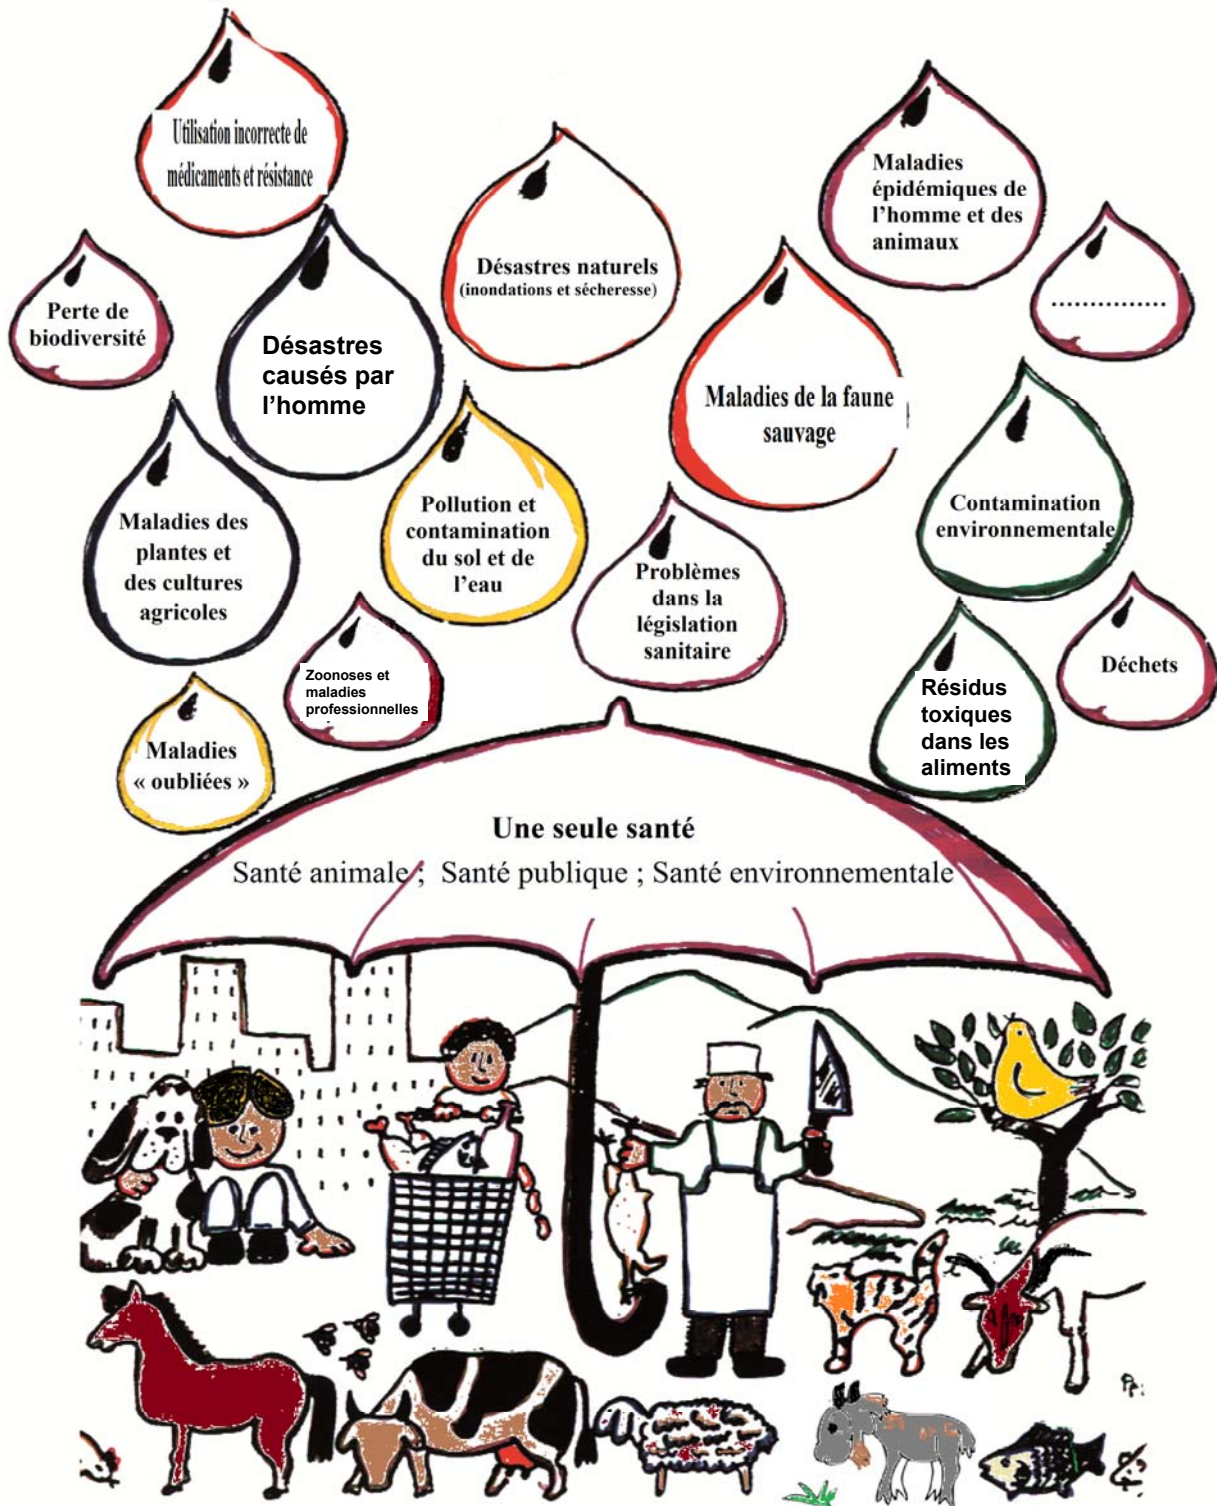 Utilisation incorrecte de
médicaments et résistance
Maladies
épidémiques de
l’homme et des
animaux
Désastres naturels
(inondations et sécheresse)
Perte de
biodiversité
...............
Désastres
causés par
l’homme
Maladies de la faune
sauvage
Maladies des
plantes et
des cultures
agricoles
Pollution et
contamination
du sol et de
l’eau
Contamination
environnementale
Problèmes
dans la
législation
sanitaire
Zoonoses et
maladies
professionnelles
Déchets
Résidus
toxiques
dans les
aliments
Maladies
« oubliées »
Une seule santé
Santé animale ; Santé publique ; Santé environnementale